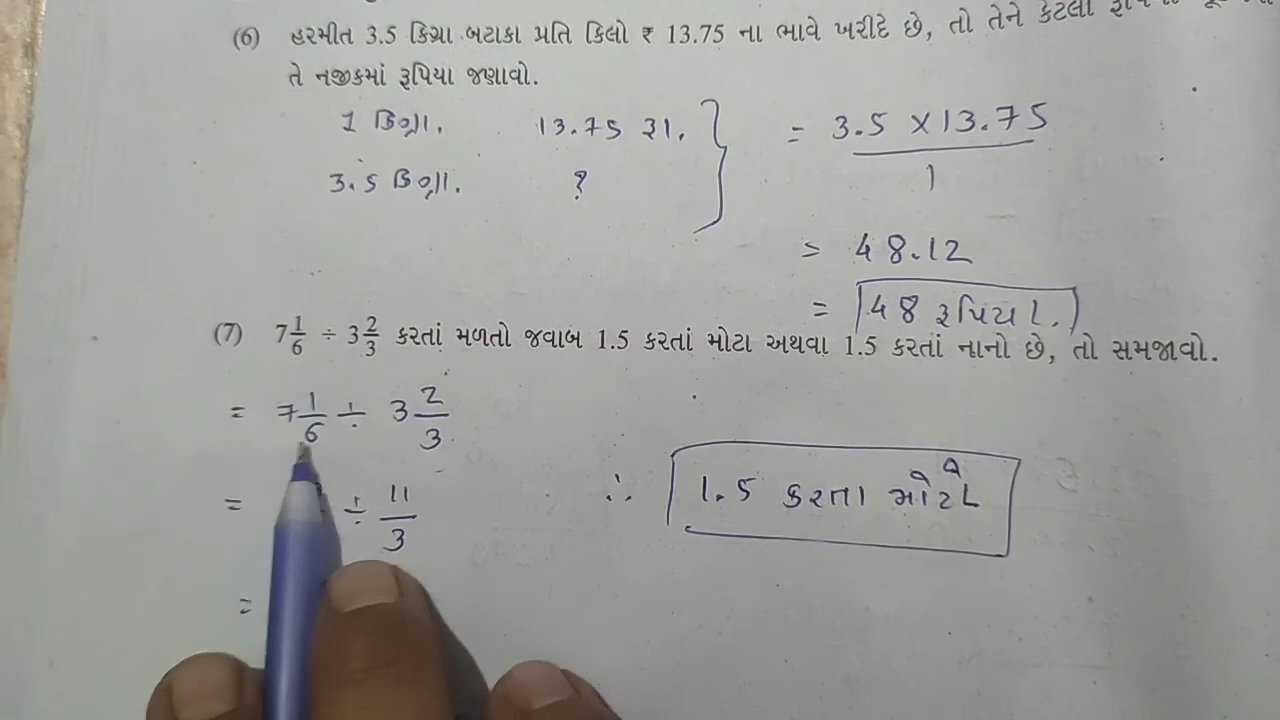 (6) હરમીત 3.5 કિગ્રા બટાકા પ્રતિ કિલો ₹ 13.75 ના ભાવે ખરીદે છે, તો તેને કેટલા
તે નજીકમાં રૂપિયા જણાવો.
1 કિગ્રા. 13.75 રૂા. } = 3.5 × 13.75
3.5 કિગ્રા. ? 1
= 48.12
= 48 રૂપિયા.
(7) 7 1/6 ÷ 3 2/3 કરતાં મળતો જવાબ 1.5 કરતાં મોટા અથવા 1.5 કરતાં નાનો છે, તો સમજાવો.
= 7 1/6 ÷ 3 2/3
= ÷ 11/3 ∴ 1.5 કરતા મોટો
=